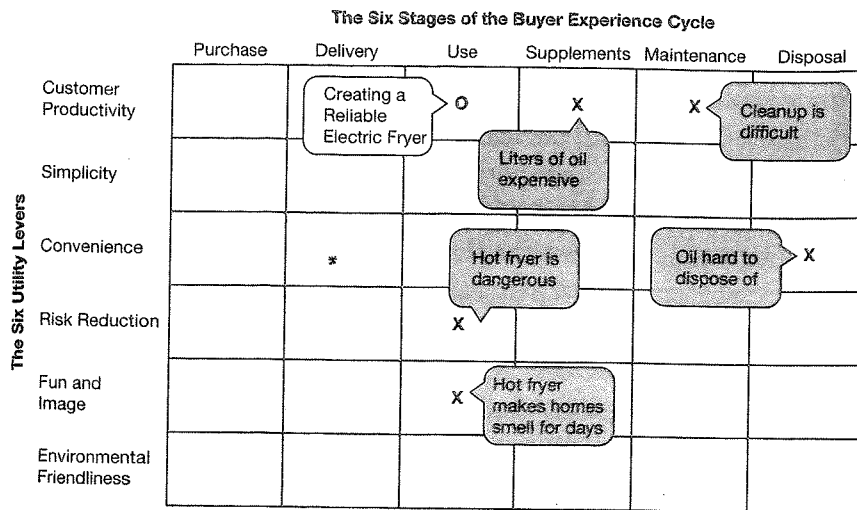 The Six Stages of the Buyer Experience Cycle
Purchase Delivery Use Supplements Maintenance Disposal
The Six Utility Levers
Customer
Productivity
Creating a
Reliable
Electric Fryer
O
X
X
Cleanup is
difficult
Simplicity
Liters of oil
expensive
Convenience
*
Hot fryer is
dangerous
Oil hard to
dispose of
X
Risk Reduction
X
Fun and
Image
X
Hot fryer
makes homes
smell for days
Environmental
Friendliness